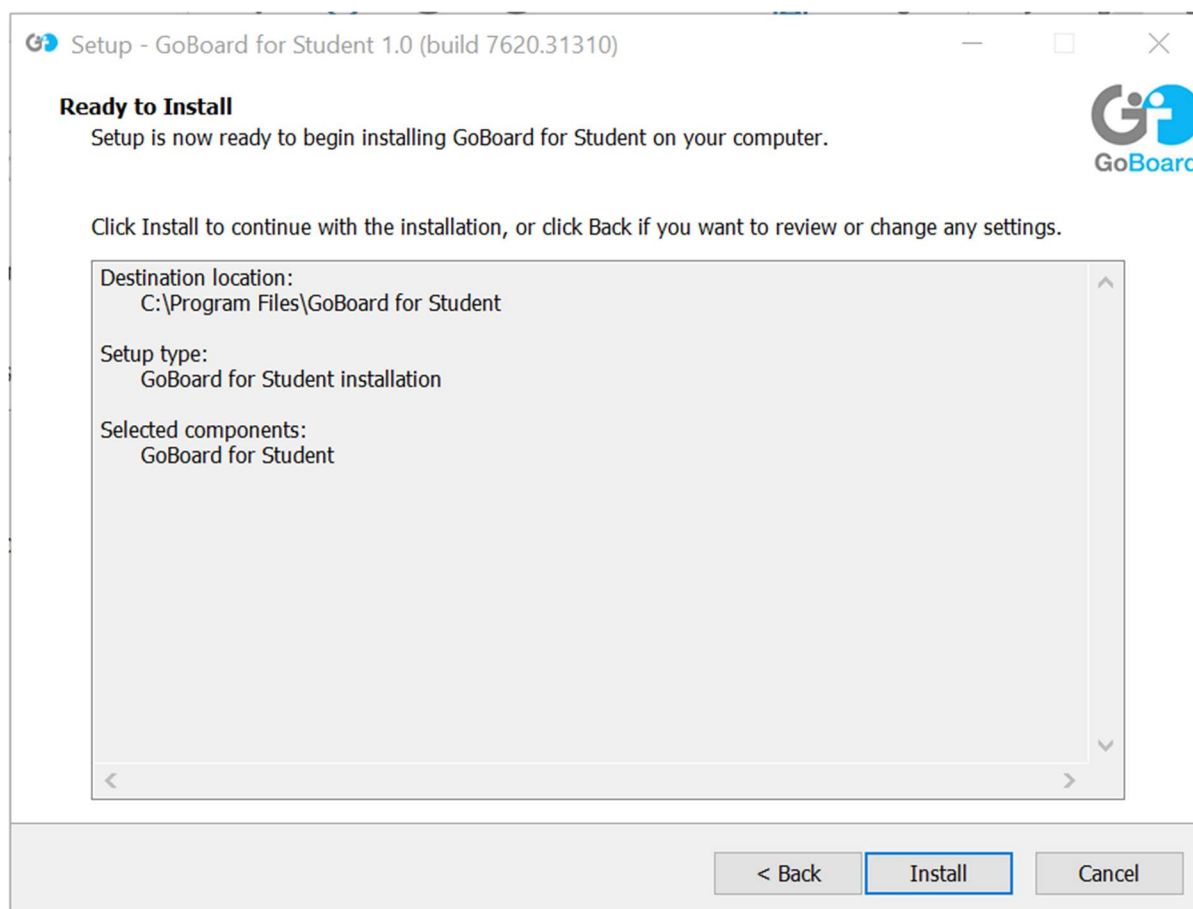 Setup - GoBoard for Student 1.0 (build 7620.31310)
Ready to Install
Setup is now ready to begin installing GoBoard for Student on your computer.
GoBoard
Click Install to continue with the installation, or click Back if you want to review or change any settings.
Destination location:
C:\Program Files\GoBoard for Student
Setup type:
GoBoard for Student installation
Selected components:
GoBoard for Student
< Back
Install
Cancel